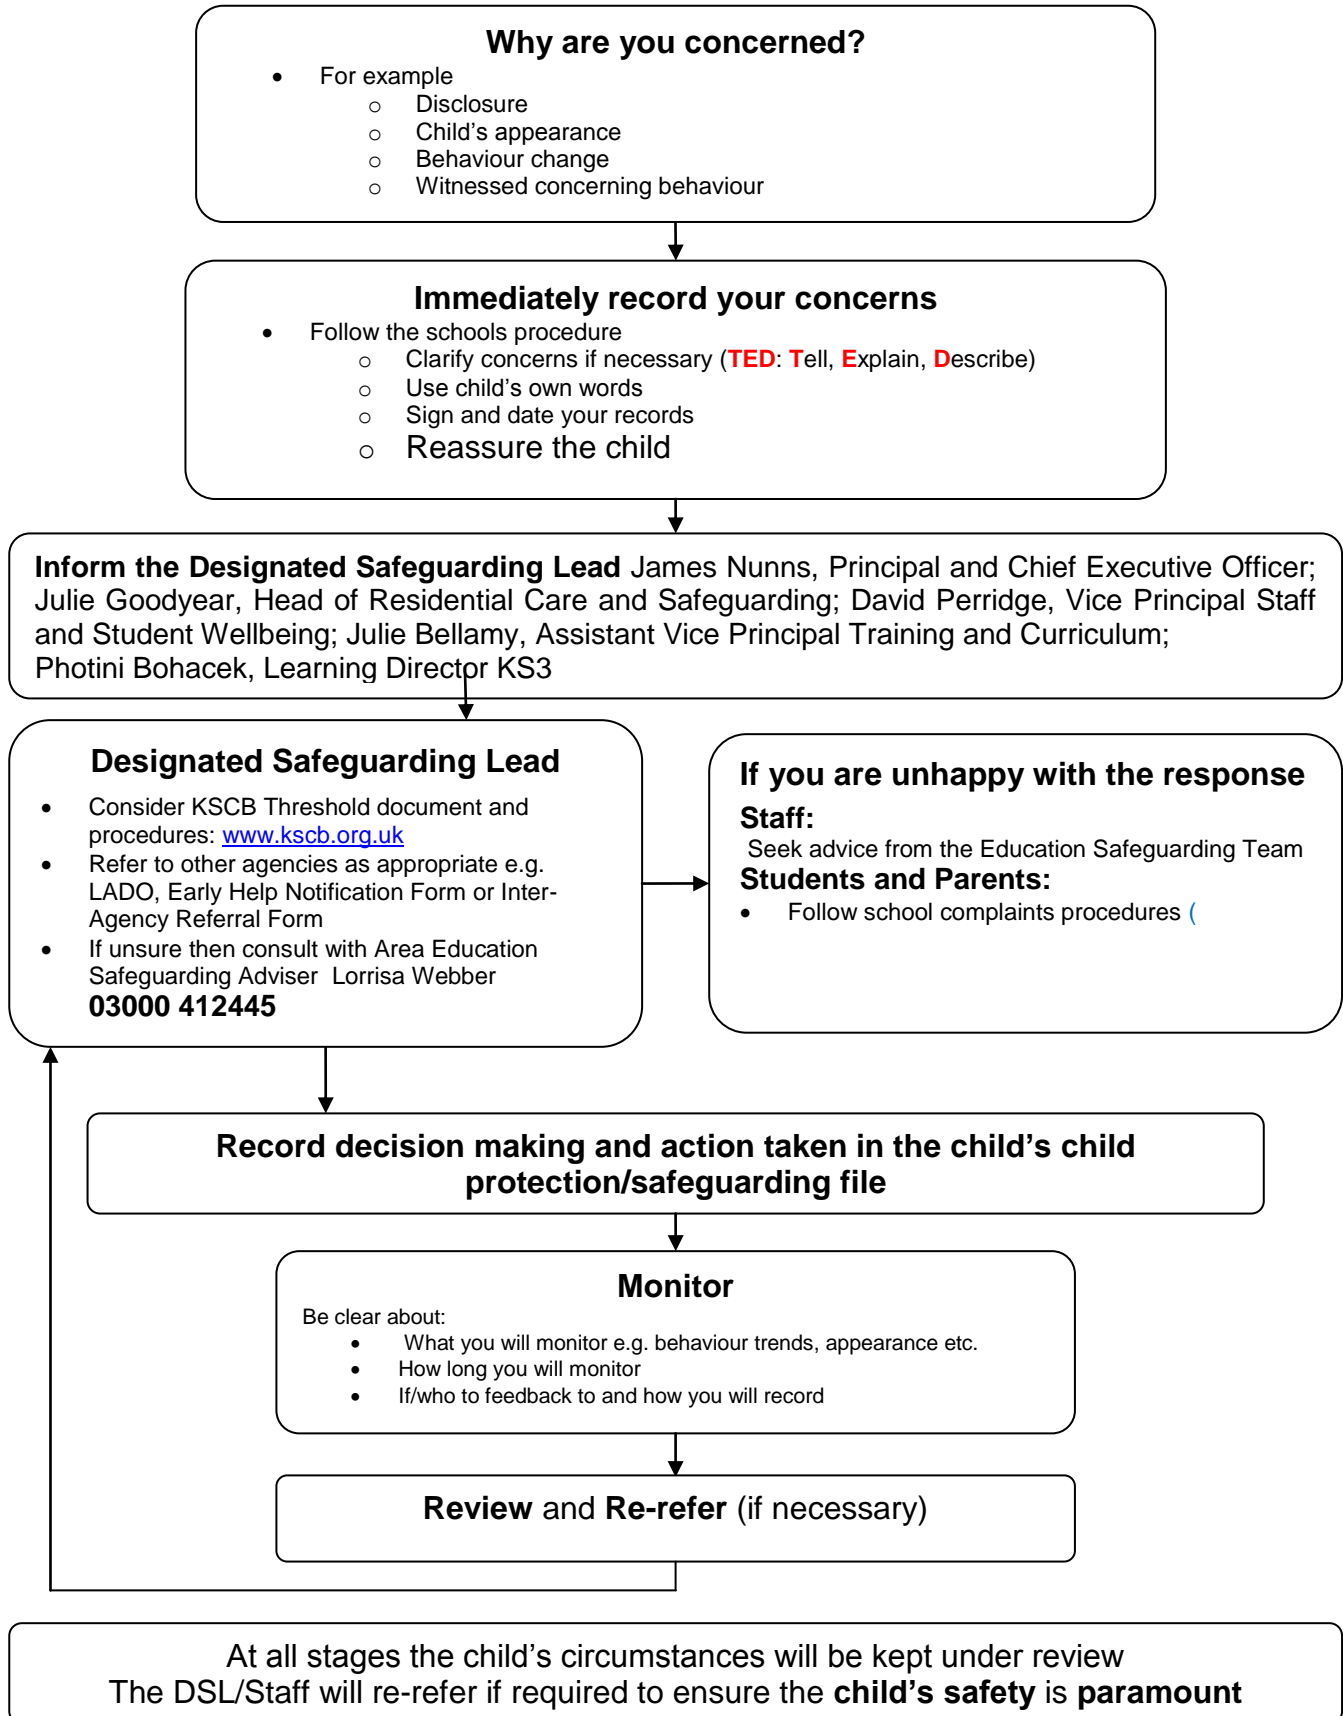 Why are you concerned?
• For example
o Disclosure
o Child's appearance
o Behaviour change
o Witnessed concerning behaviour
Immediately record your concerns
• Follow the schools procedure
o Clarify concerns if necessary (TED: Tell, Explain, Describe)
o Use child's own words
o Sign and date your records
o Reassure the child
Inform the Designated Safeguarding Lead James Nunns, Principal and Chief Executive Officer;
Julie Goodyear, Head of Residential Care and Safeguarding; David Perridge, Vice Principal Staff
and Student Wellbeing; Julie Bellamy, Assistant Vice Principal Training and Curriculum;
Photini Bohacek, Learning Director KS3
Designated Safeguarding Lead
• Consider KSCB Threshold document and
procedures: www.kscb.org.uk
• Refer to other agencies as appropriate e.g.
LADO, Early Help Notification Form or Inter-
Agency Referral Form
• If unsure then consult with Area Education
Safeguarding Adviser Lorrisa Webber
03000 412445
If you are unhappy with the response
Staff:
Seek advice from the Education Safeguarding Team
Students and Parents:
• Follow school complaints procedures (
Record decision making and action taken in the child's child
protection/safeguarding file
Monitor
Be clear about:
• What you will monitor e.g. behaviour trends, appearance etc.
• How long you will monitor
• If/who to feedback to and how you will record
Review and Re-refer (if necessary)
At all stages the child's circumstances will be kept under review
The DSL/Staff will re-refer if required to ensure the child's safety is paramount